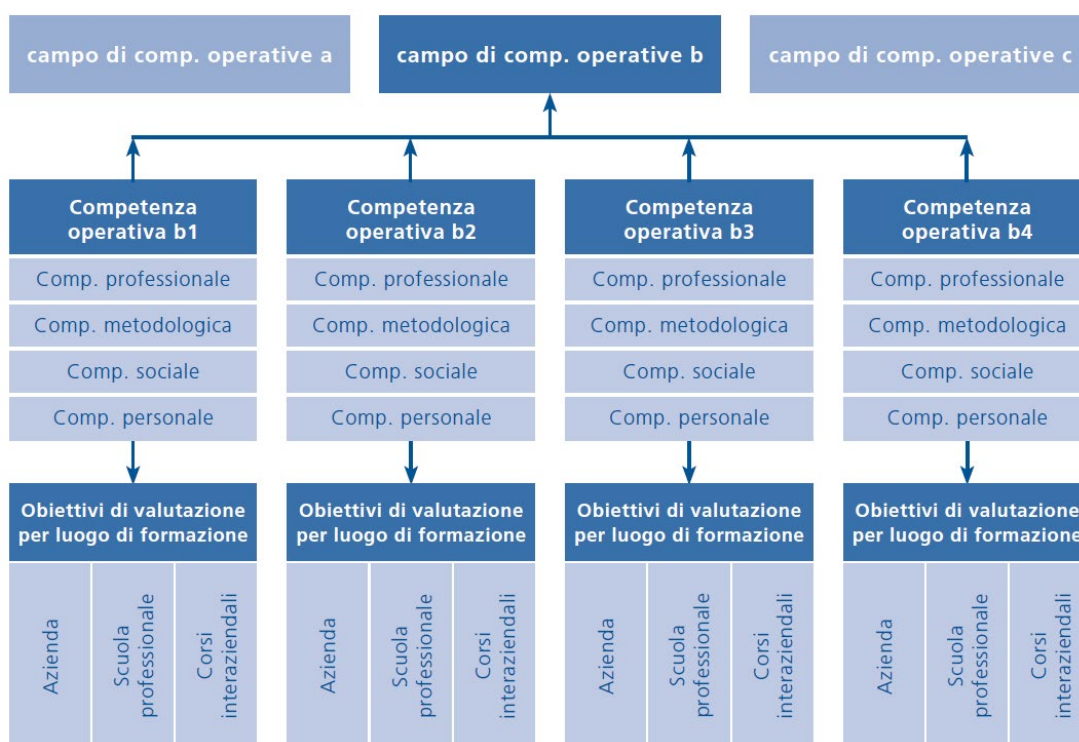 campo di comp. operative a
campo di comp. operative b
campo di comp. operative c
Competenza
operativa b1
Competenza
operativa b2
Competenza
operativa b3
Competenza
operativa b4
Comp. professionale
Comp. professionale
Comp. professionale
Comp. professionale
Comp. metodologica
Comp. metodologica
Comp. metodologica
Comp. metodologica
Comp. sociale
Comp. sociale
Comp. sociale
Comp. sociale
Comp. personale
Comp. personale
Comp. personale
Comp. personale
Obiettivi di valutazione
per luogo di formazione
Obiettivi di valutazione
per luogo di formazione
Obiettivi di valutazione
per luogo di formazione
Obiettivi di valutazione
per luogo di formazione
Azienda
Scuola
professionale
Corsi
interaziendali
Azienda
Scuola
professionale
Corsi
interaziendali
Azienda
Scuola
professionale
Corsi
interaziendali
Azienda
Scuola
professionale
Corsi
interaziendali